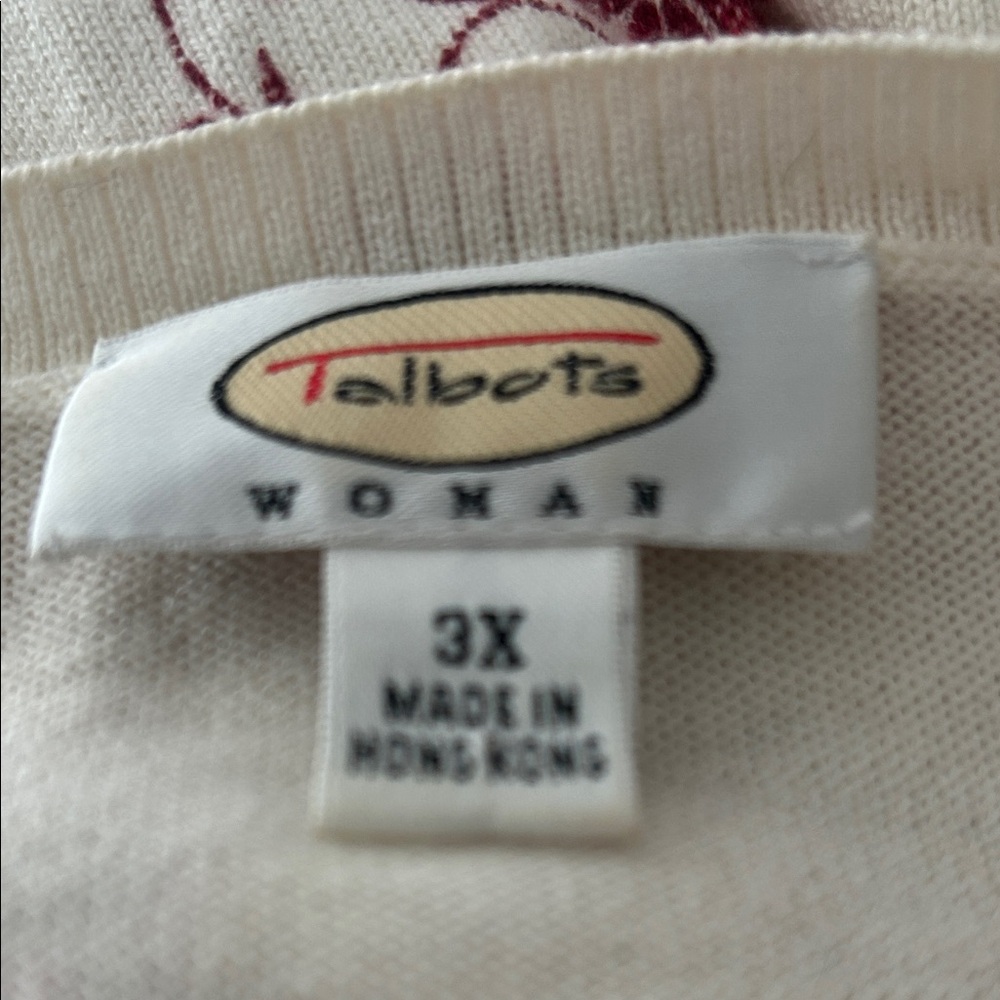 Talbots
WOMAN
3X
MADE IN
HONG KONG